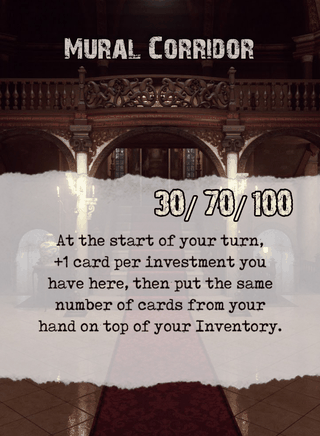 Mural Corridor
30/ 70/ 100
At the start of your turn,
+1 card per investment you
have here, then put the same
number of cards from your
hand on top of your Inventory.